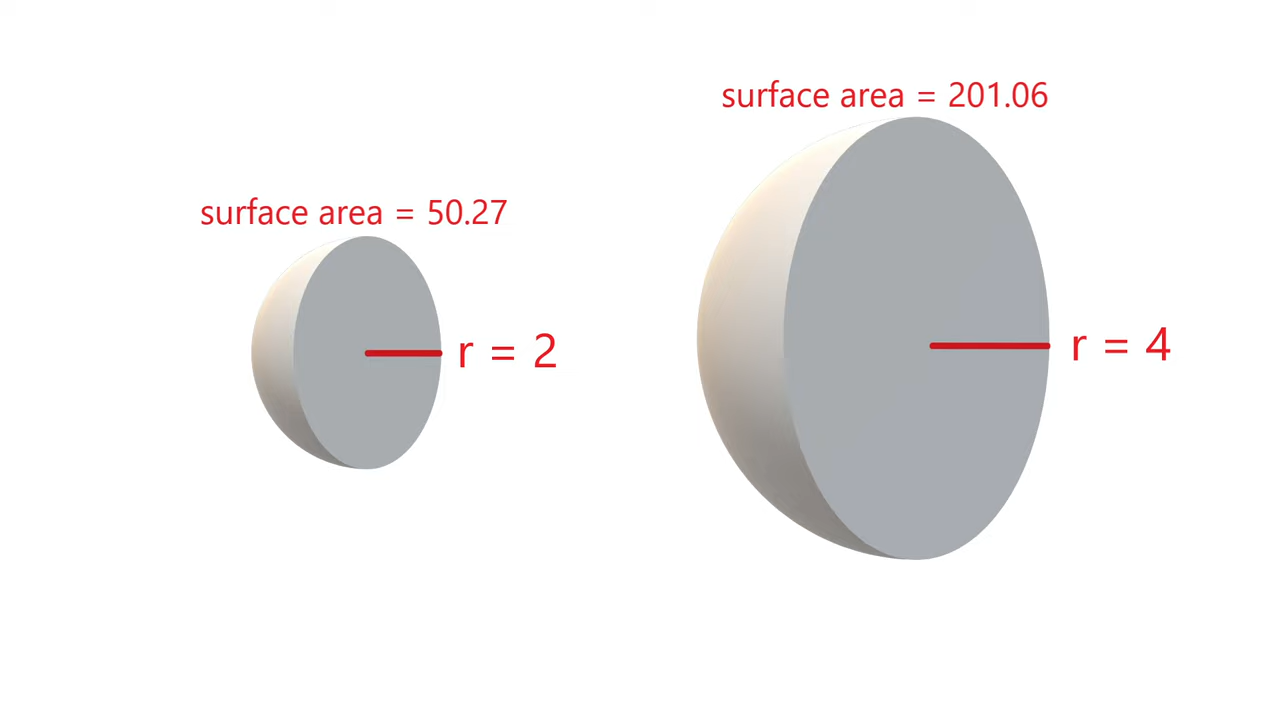 surface area = 201.06
surface area = 50.27
r = 2
r = 4